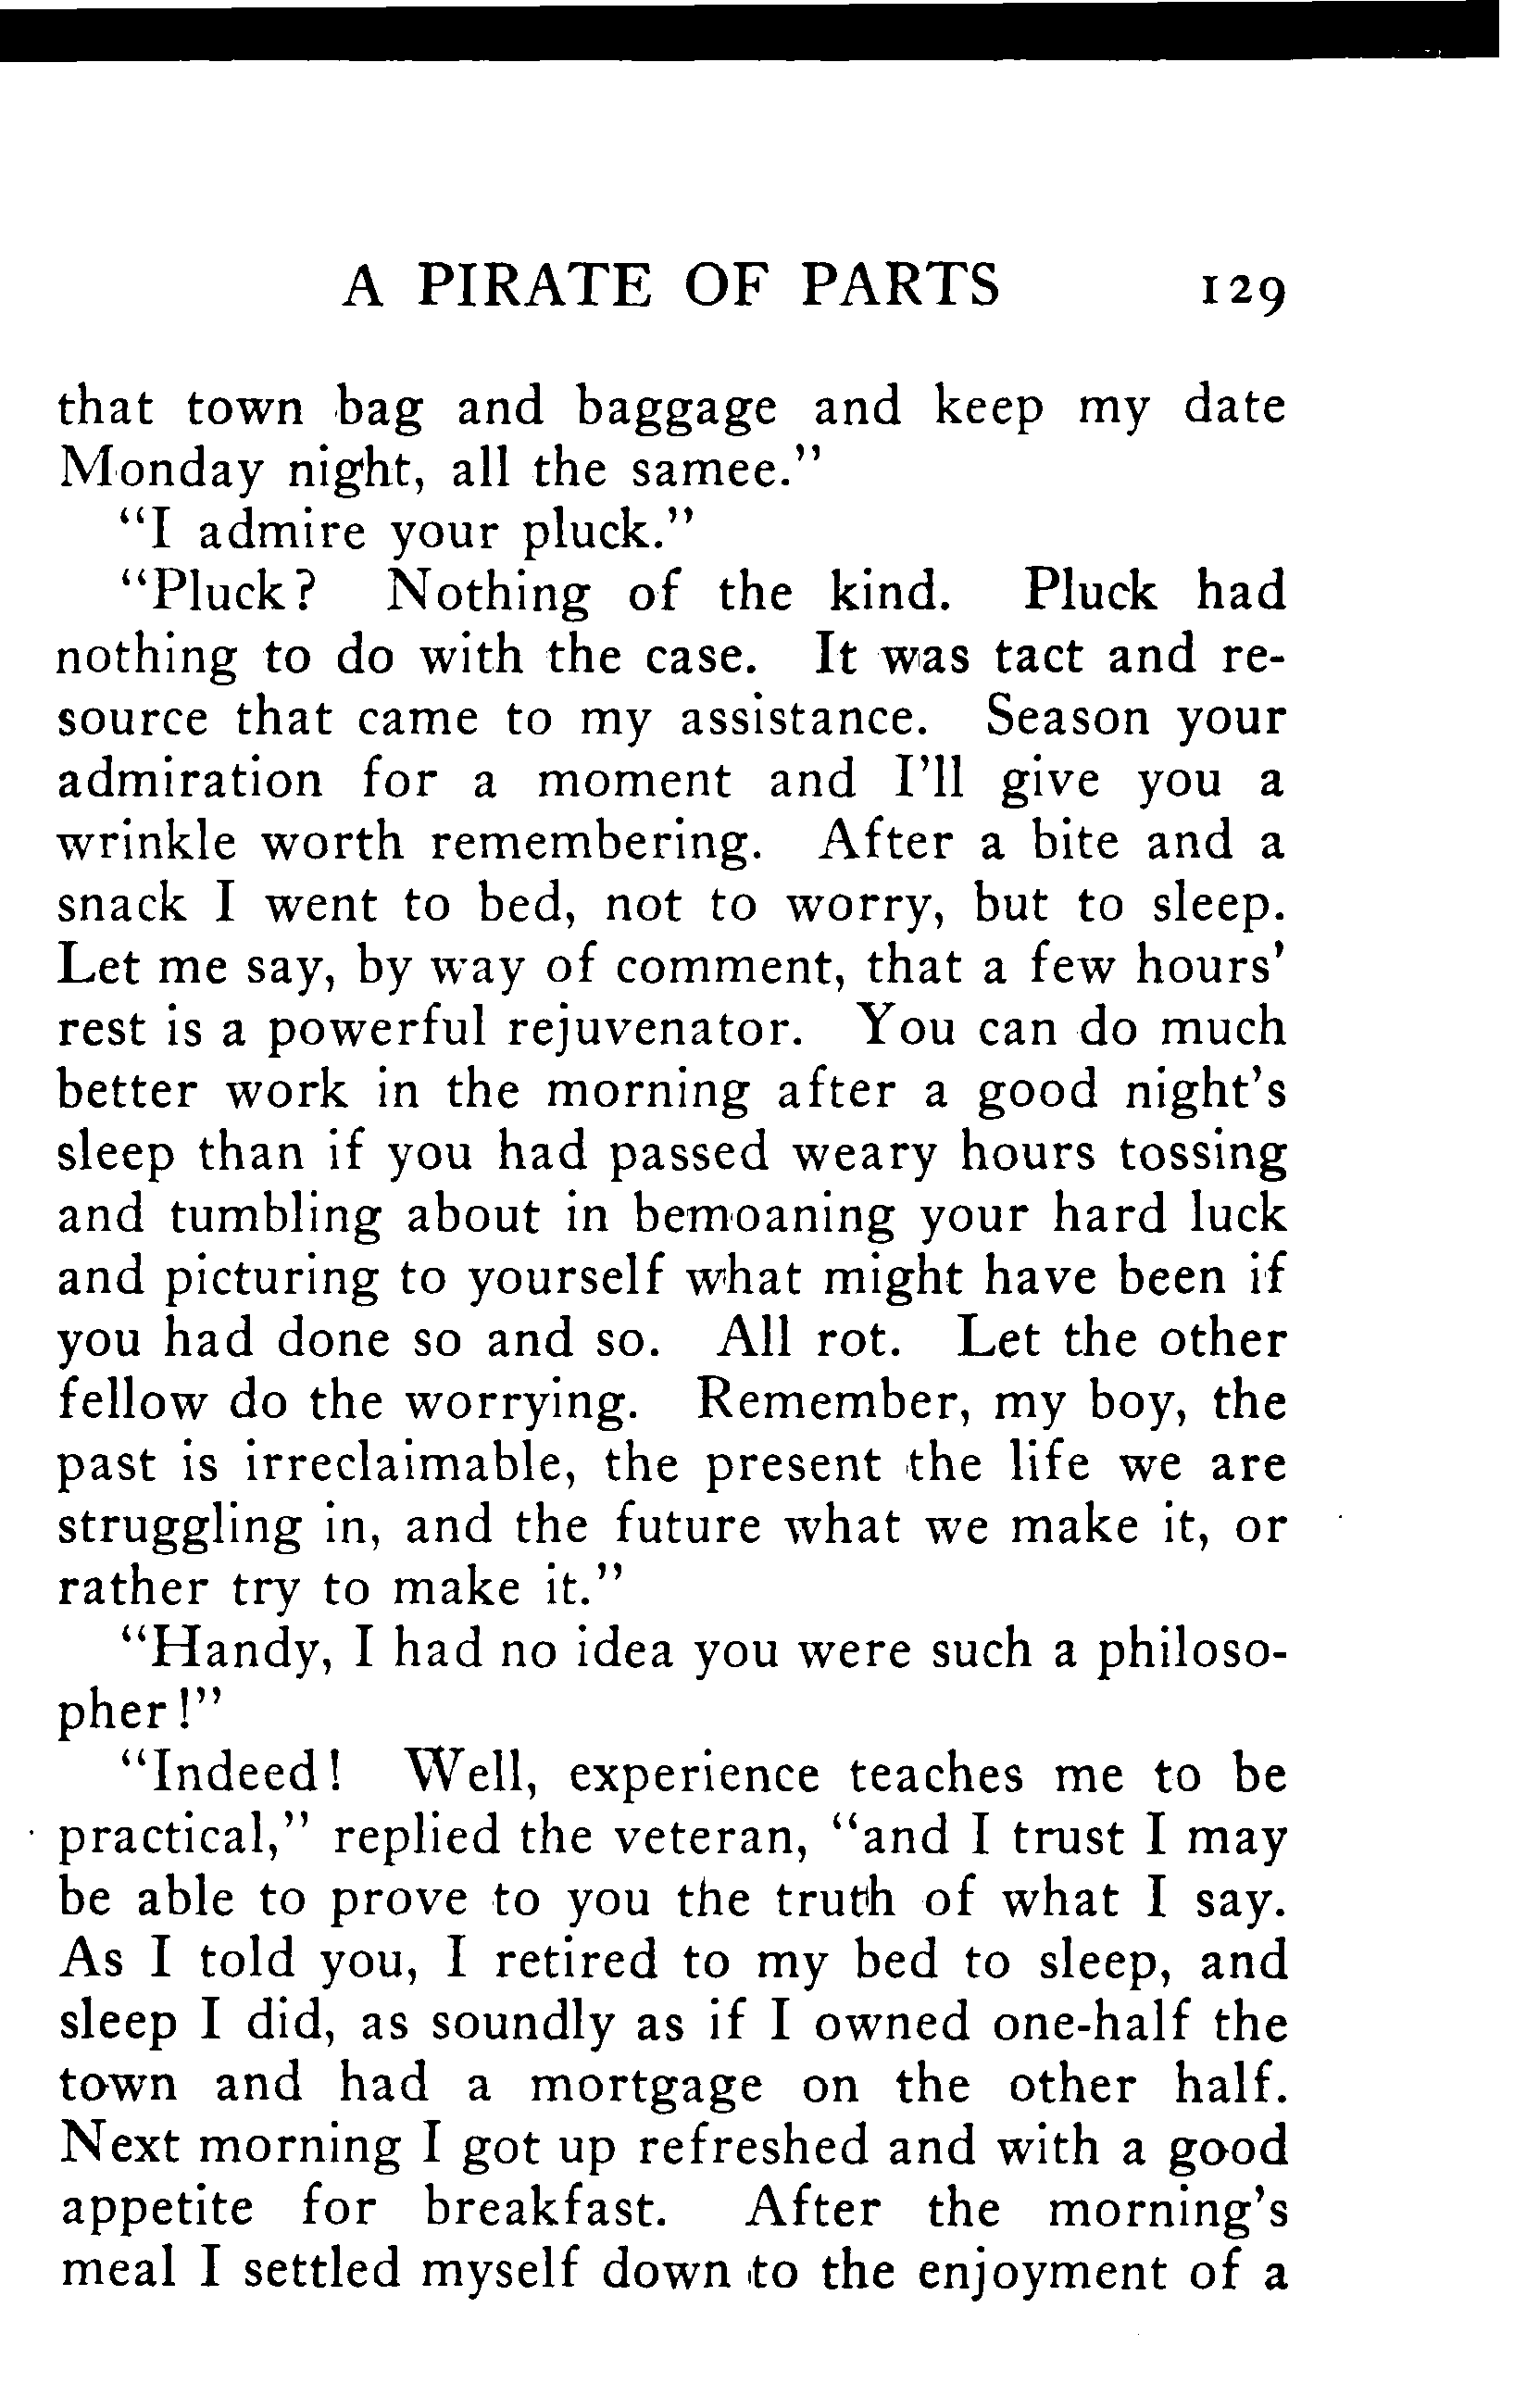 A PIRATE OF PARTS 129
that town bag and baggage and keep my date
Monday night, all the samee."
"I admire your pluck."
"Pluck? Nothing of the kind. Pluck had
nothing to do with the case. It was tact and re-
source that came to my assistance. Season your
admiration for a moment and I'll give you a
wrinkle worth remembering. After a bite and a
snack I went to bed, not to worry, but to sleep.
Let me say, by way of comment, that a few hours'
rest is a powerful rejuvenator. You can do much
better work in the morning after a good night's
sleep than if you had passed weary hours tossing
and tumbling about in bemoaning your hard luck
and picturing to yourself what might have been if
you had done so and so. All rot. Let the other
fellow do the worrying. Remember, my boy, the
past is irreclaimable, the present the life we are
struggling in, and the future what we make it, or
rather try to make it."
"Handy, I had no idea you were such a philoso-
pher!"
"Indeed! Well, experience teaches me to be
practical," replied the veteran, "and I trust I may
be able to prove to you the truth of what I say.
As I told you, I retired to my bed to sleep, and
sleep I did, as soundly as if I owned one-half the
town and had a mortgage on the other half.
Next morning I got up refreshed and with a good
appetite for breakfast. After the morning's
meal I settled myself down to the enjoyment of a